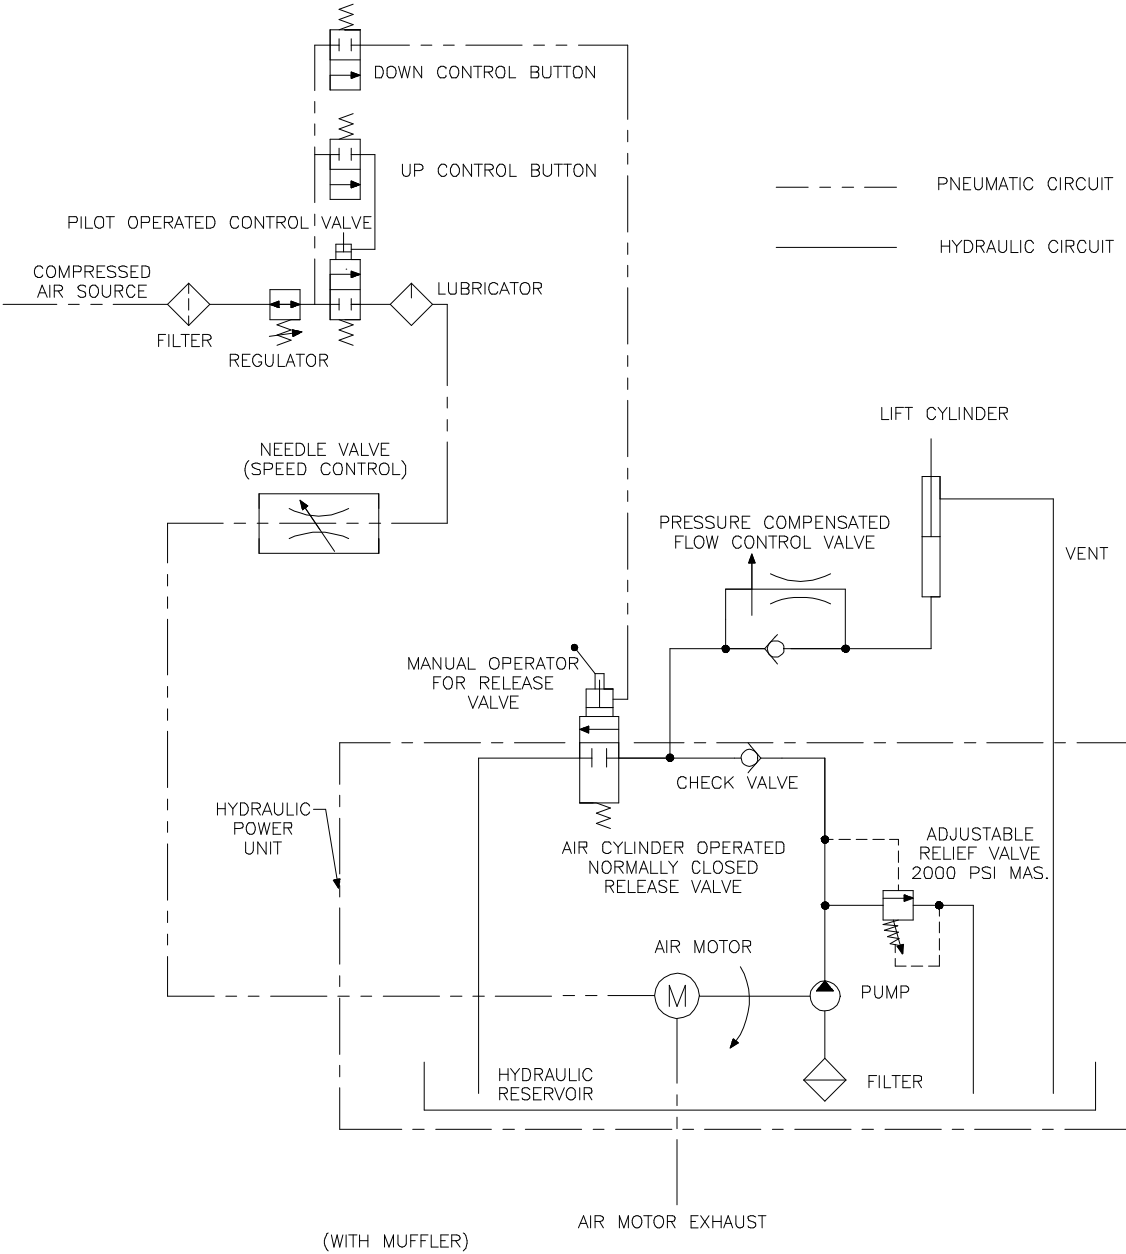 DOWN CONTROL BUTTON
UP CONTROL BUTTON
PNEUMATIC CIRCUIT
PILOT OPERATED CONTROL VALVE
HYDRAULIC CIRCUIT
COMPRESSED
AIR SOURCE
LUBRICATOR
FILTER
REGULATOR
LIFT CYLINDER
NEEDLE VALVE
(SPEED CONTROL)
PRESSURE COMPENSATED
FLOW CONTROL VALVE
VENT
MANUAL OPERATOR
FOR RELEASE
VALVE
CHECK VALVE
HYDRAULIC
POWER
UNIT
AIR CYLINDER OPERATED
NORMALLY CLOSED
RELEASE VALVE
ADJUSTABLE
RELIEF VALVE
2000 PSI MAS.
AIR MOTOR
M
PUMP
HYDRAULIC
RESERVOIR
FILTER
AIR MOTOR EXHAUST
(WITH MUFFLER)